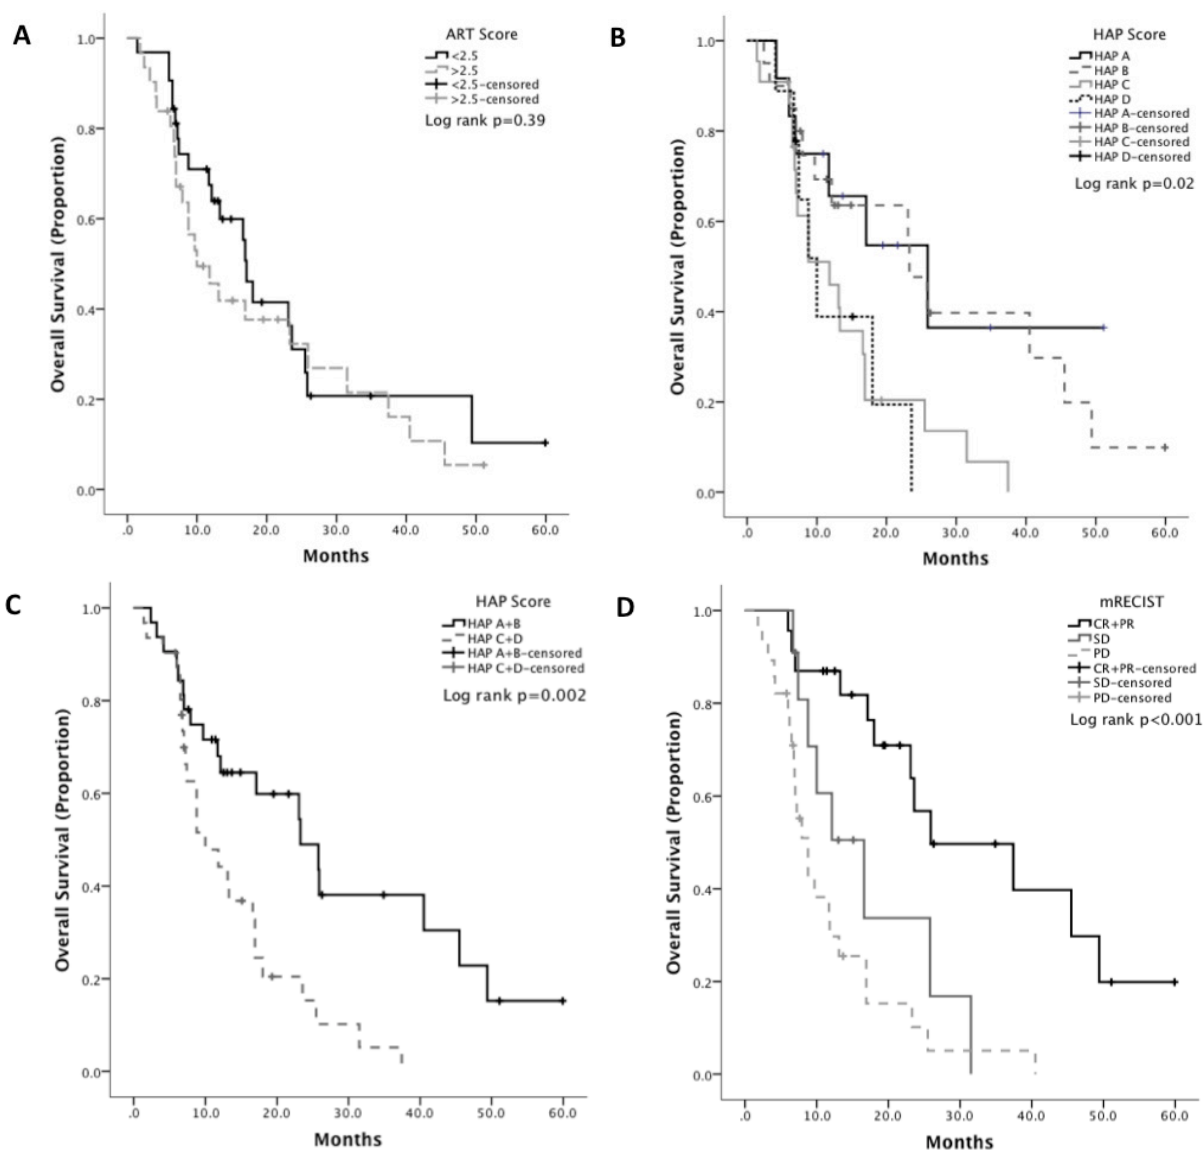 A
ART Score
<2.5
>2.5
<2.5-censored
>2.5-censored
Log rank p=0.39
Overall Survival (Proportion)
1.0
0.8
0.6
0.4
0.2
0.0
.0 10.0 20.0 30.0 40.0 50.0 60.0
Months
B
HAP Score
HAP A
HAP B
HAP C
HAP D
HAP A-censored
HAP B-censored
HAP C-censored
HAP D-censored
Log rank p=0.02
Overall Survival (Proportion)
1.0
0.8
0.6
0.4
0.2
0.0
.0 10.0 20.0 30.0 40.0 50.0 60.0
Months
C
HAP Score
HAP A+B
HAP C+D
HAP A+B-censored
HAP C+D-censored
Log rank p=0.002
Overall Survival (Proportion)
1.0
0.8
0.6
0.4
0.2
0.0
.0 10.0 20.0 30.0 40.0 50.0 60.0
Months
D
mRECIST
CR+PR
SD
PD
CR+PR-censored
SD-censored
PD-censored
Log rank p<0.001
Overall Survival (Proportion)
1.0
0.8
0.6
0.4
0.2
0.0
.0 10.0 20.0 30.0 40.0 50.0 60.0
Months